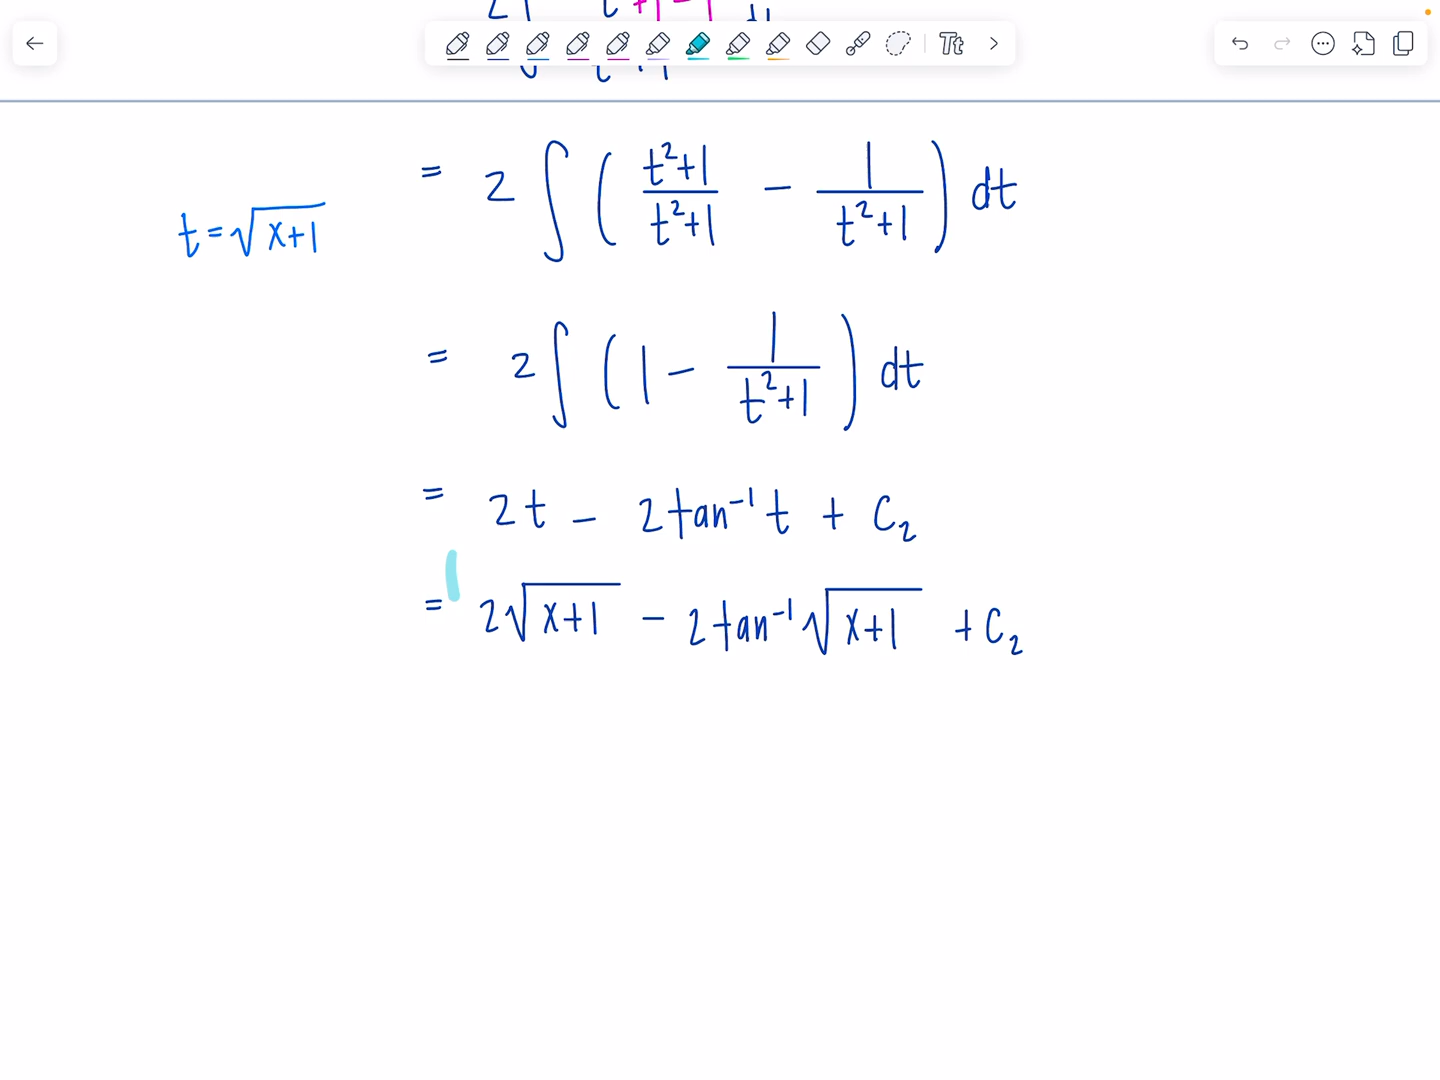 = 2 ∫ ( t²+1 / t²+1 − 1 / t²+1 ) dt
t = √(x+1)
= 2 ∫ ( 1 − 1 / t²+1 ) dt
= 2t − 2tan⁻¹ t + C₂
= 2√(x+1) − 2tan⁻¹ √(x+1) + C₂